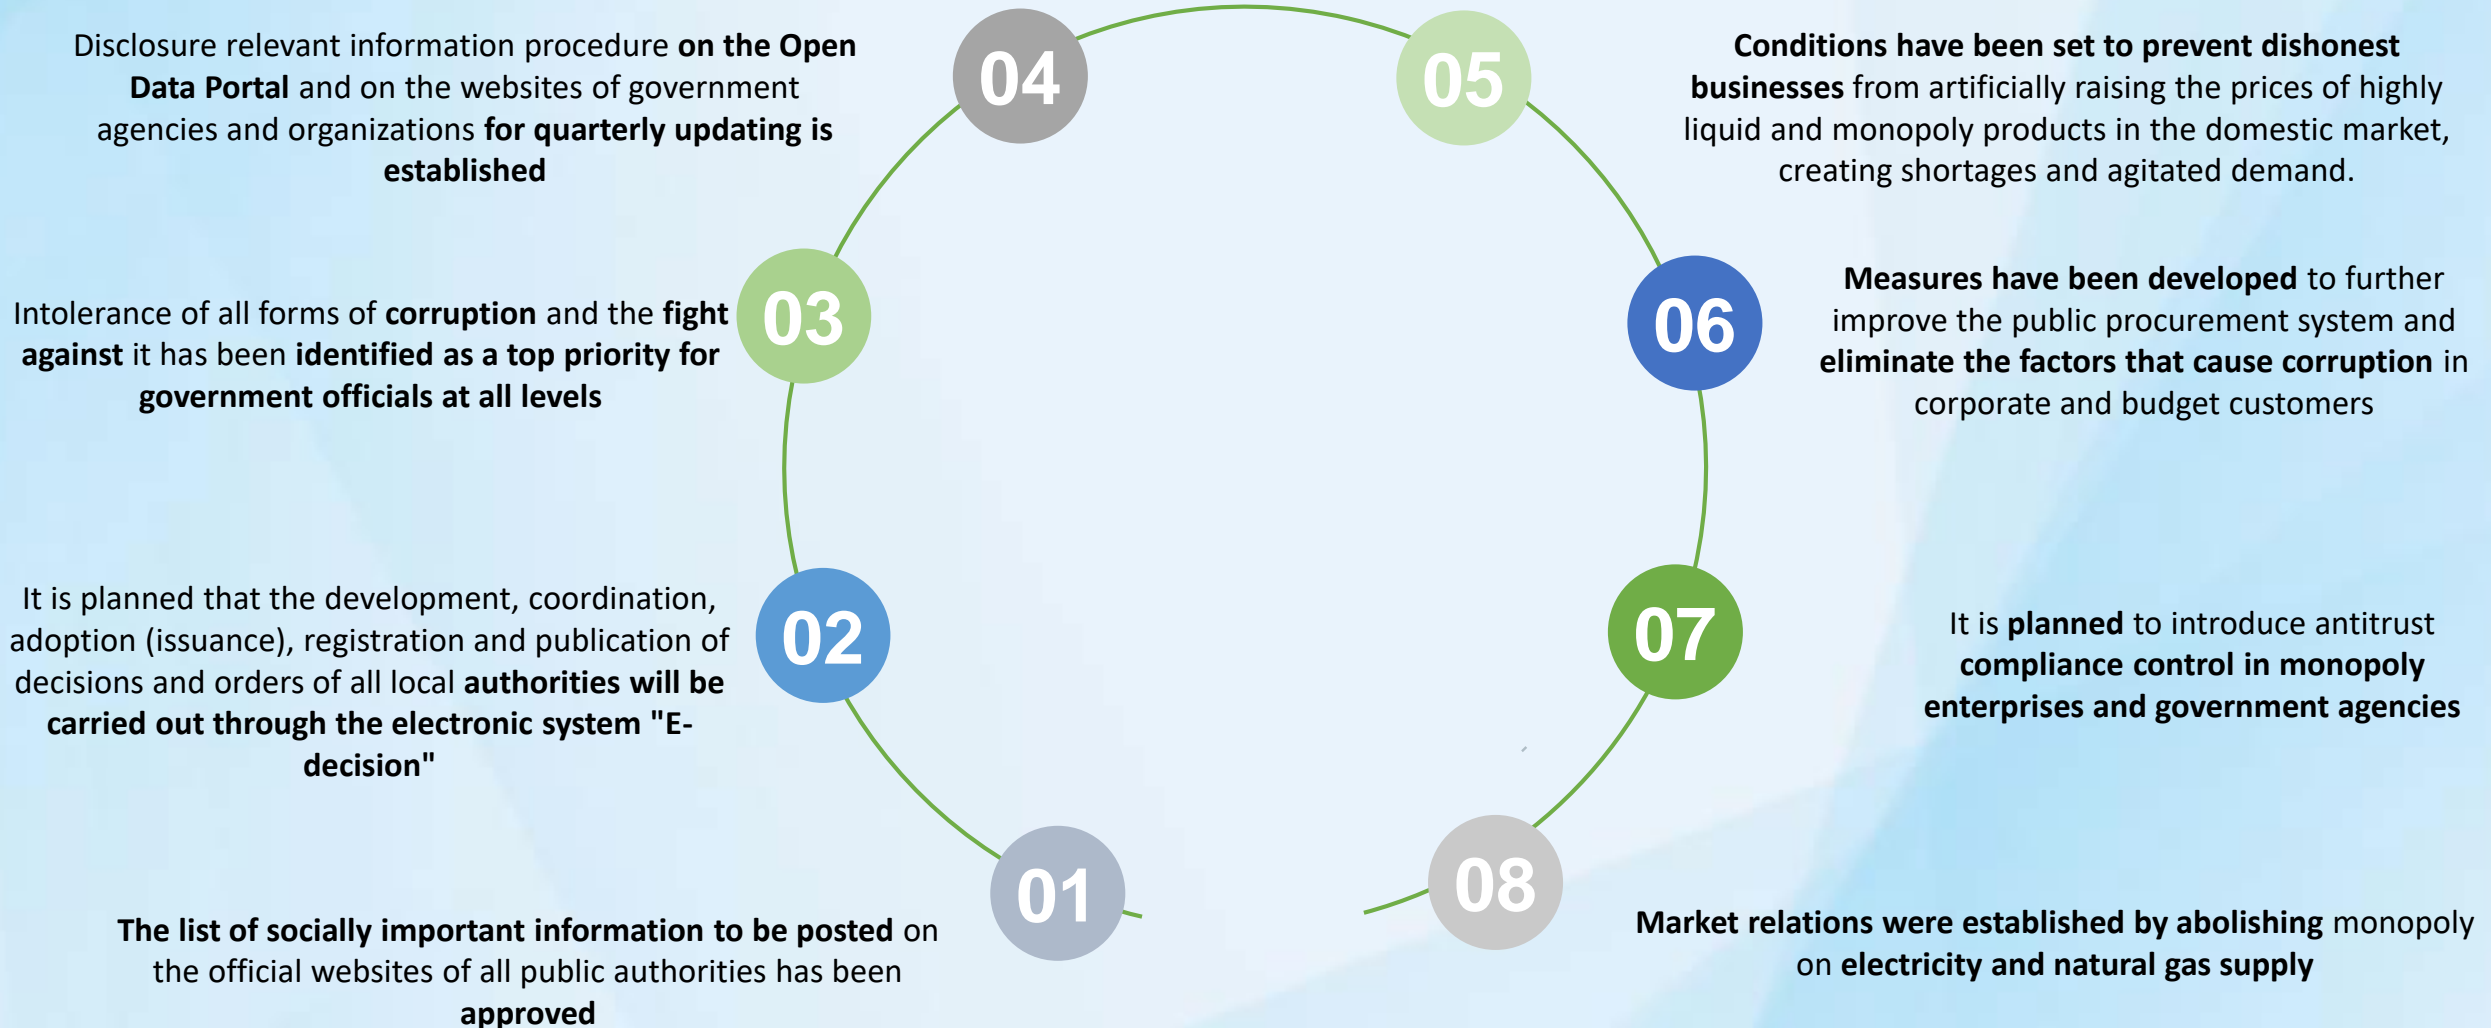 04
Disclosure relevant information procedure on the Open
Data Portal and on the websites of government
agencies and organizations for quarterly updating is
established
05
Conditions have been set to prevent dishonest
businesses from artificially raising the prices of highly
liquid and monopoly products in the domestic market,
creating shortages and agitated demand.
03
Intolerance of all forms of corruption and the fight
against it has been identified as a top priority for
government officials at all levels
06
Measures have been developed to further
improve the public procurement system and
eliminate the factors that cause corruption in
corporate and budget customers
02
It is planned that the development, coordination,
adoption (issuance), registration and publication of
decisions and orders of all local authorities will be
carried out through the electronic system "E-
decision"
07
It is planned to introduce antitrust
compliance control in monopoly
enterprises and government agencies
01
The list of socially important information to be posted on
the official websites of all public authorities has been
approved
08
Market relations were established by abolishing monopoly
on electricity and natural gas supply